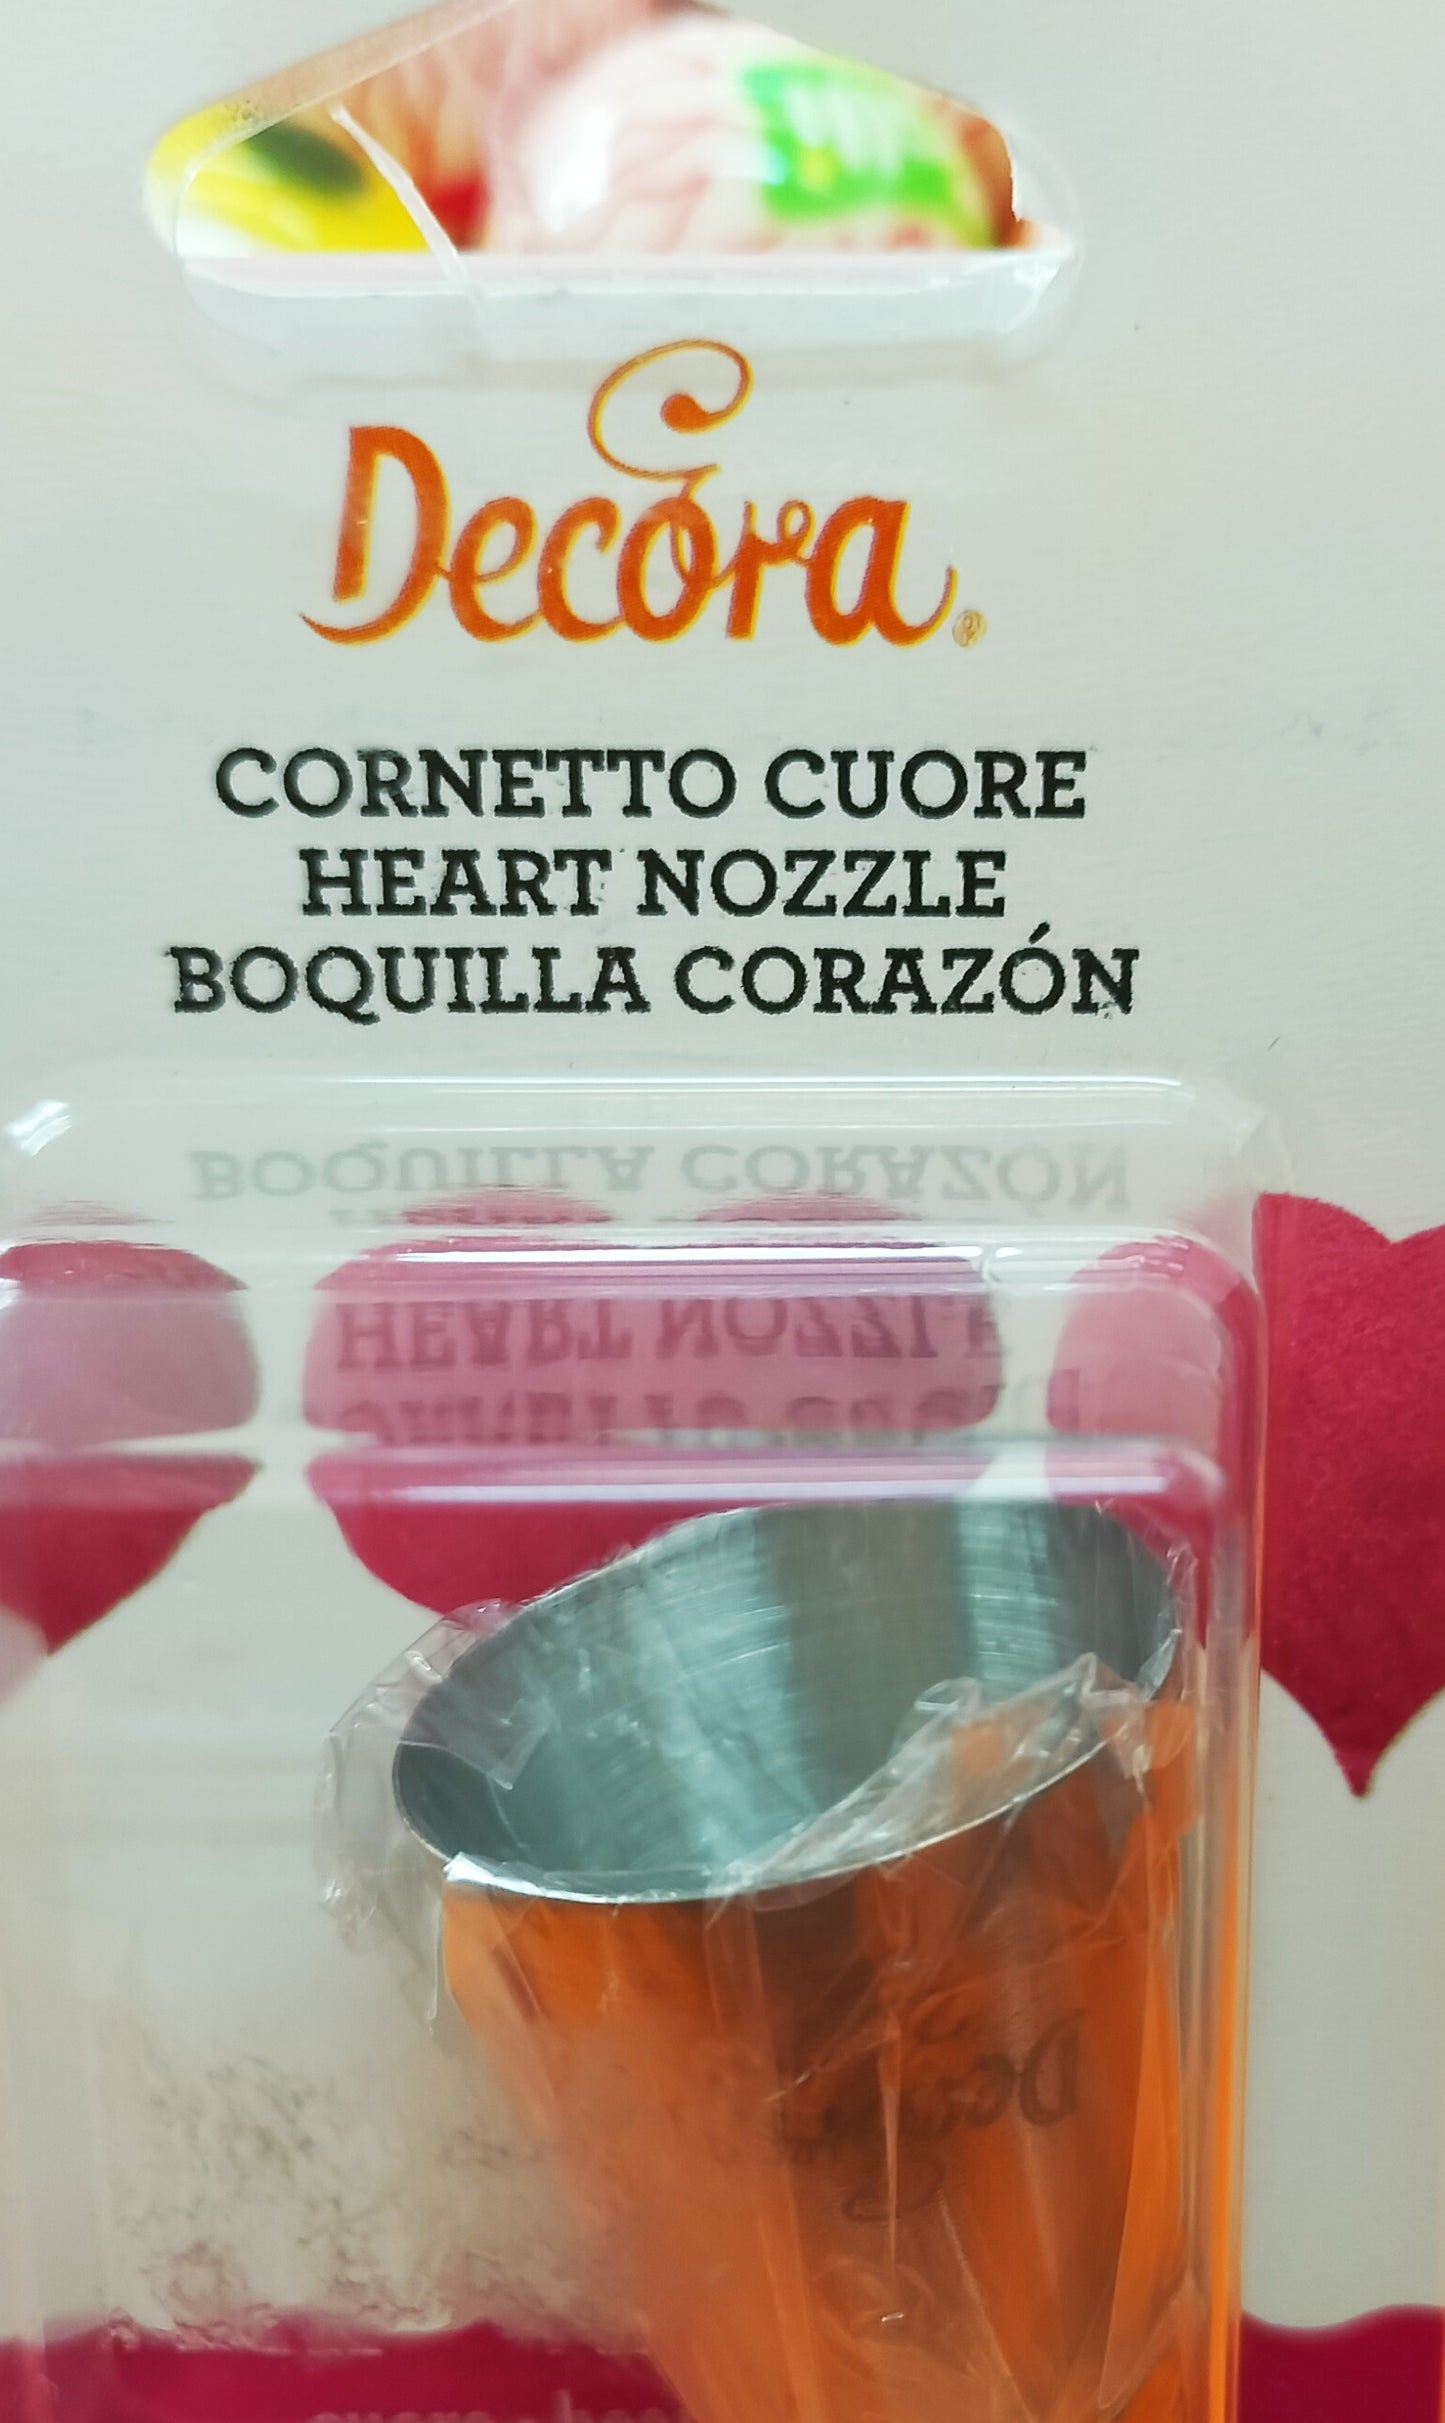 Decora®
CORNETTO CUORE
HEART NOZZLE
BOQUILLA CORAZÓN